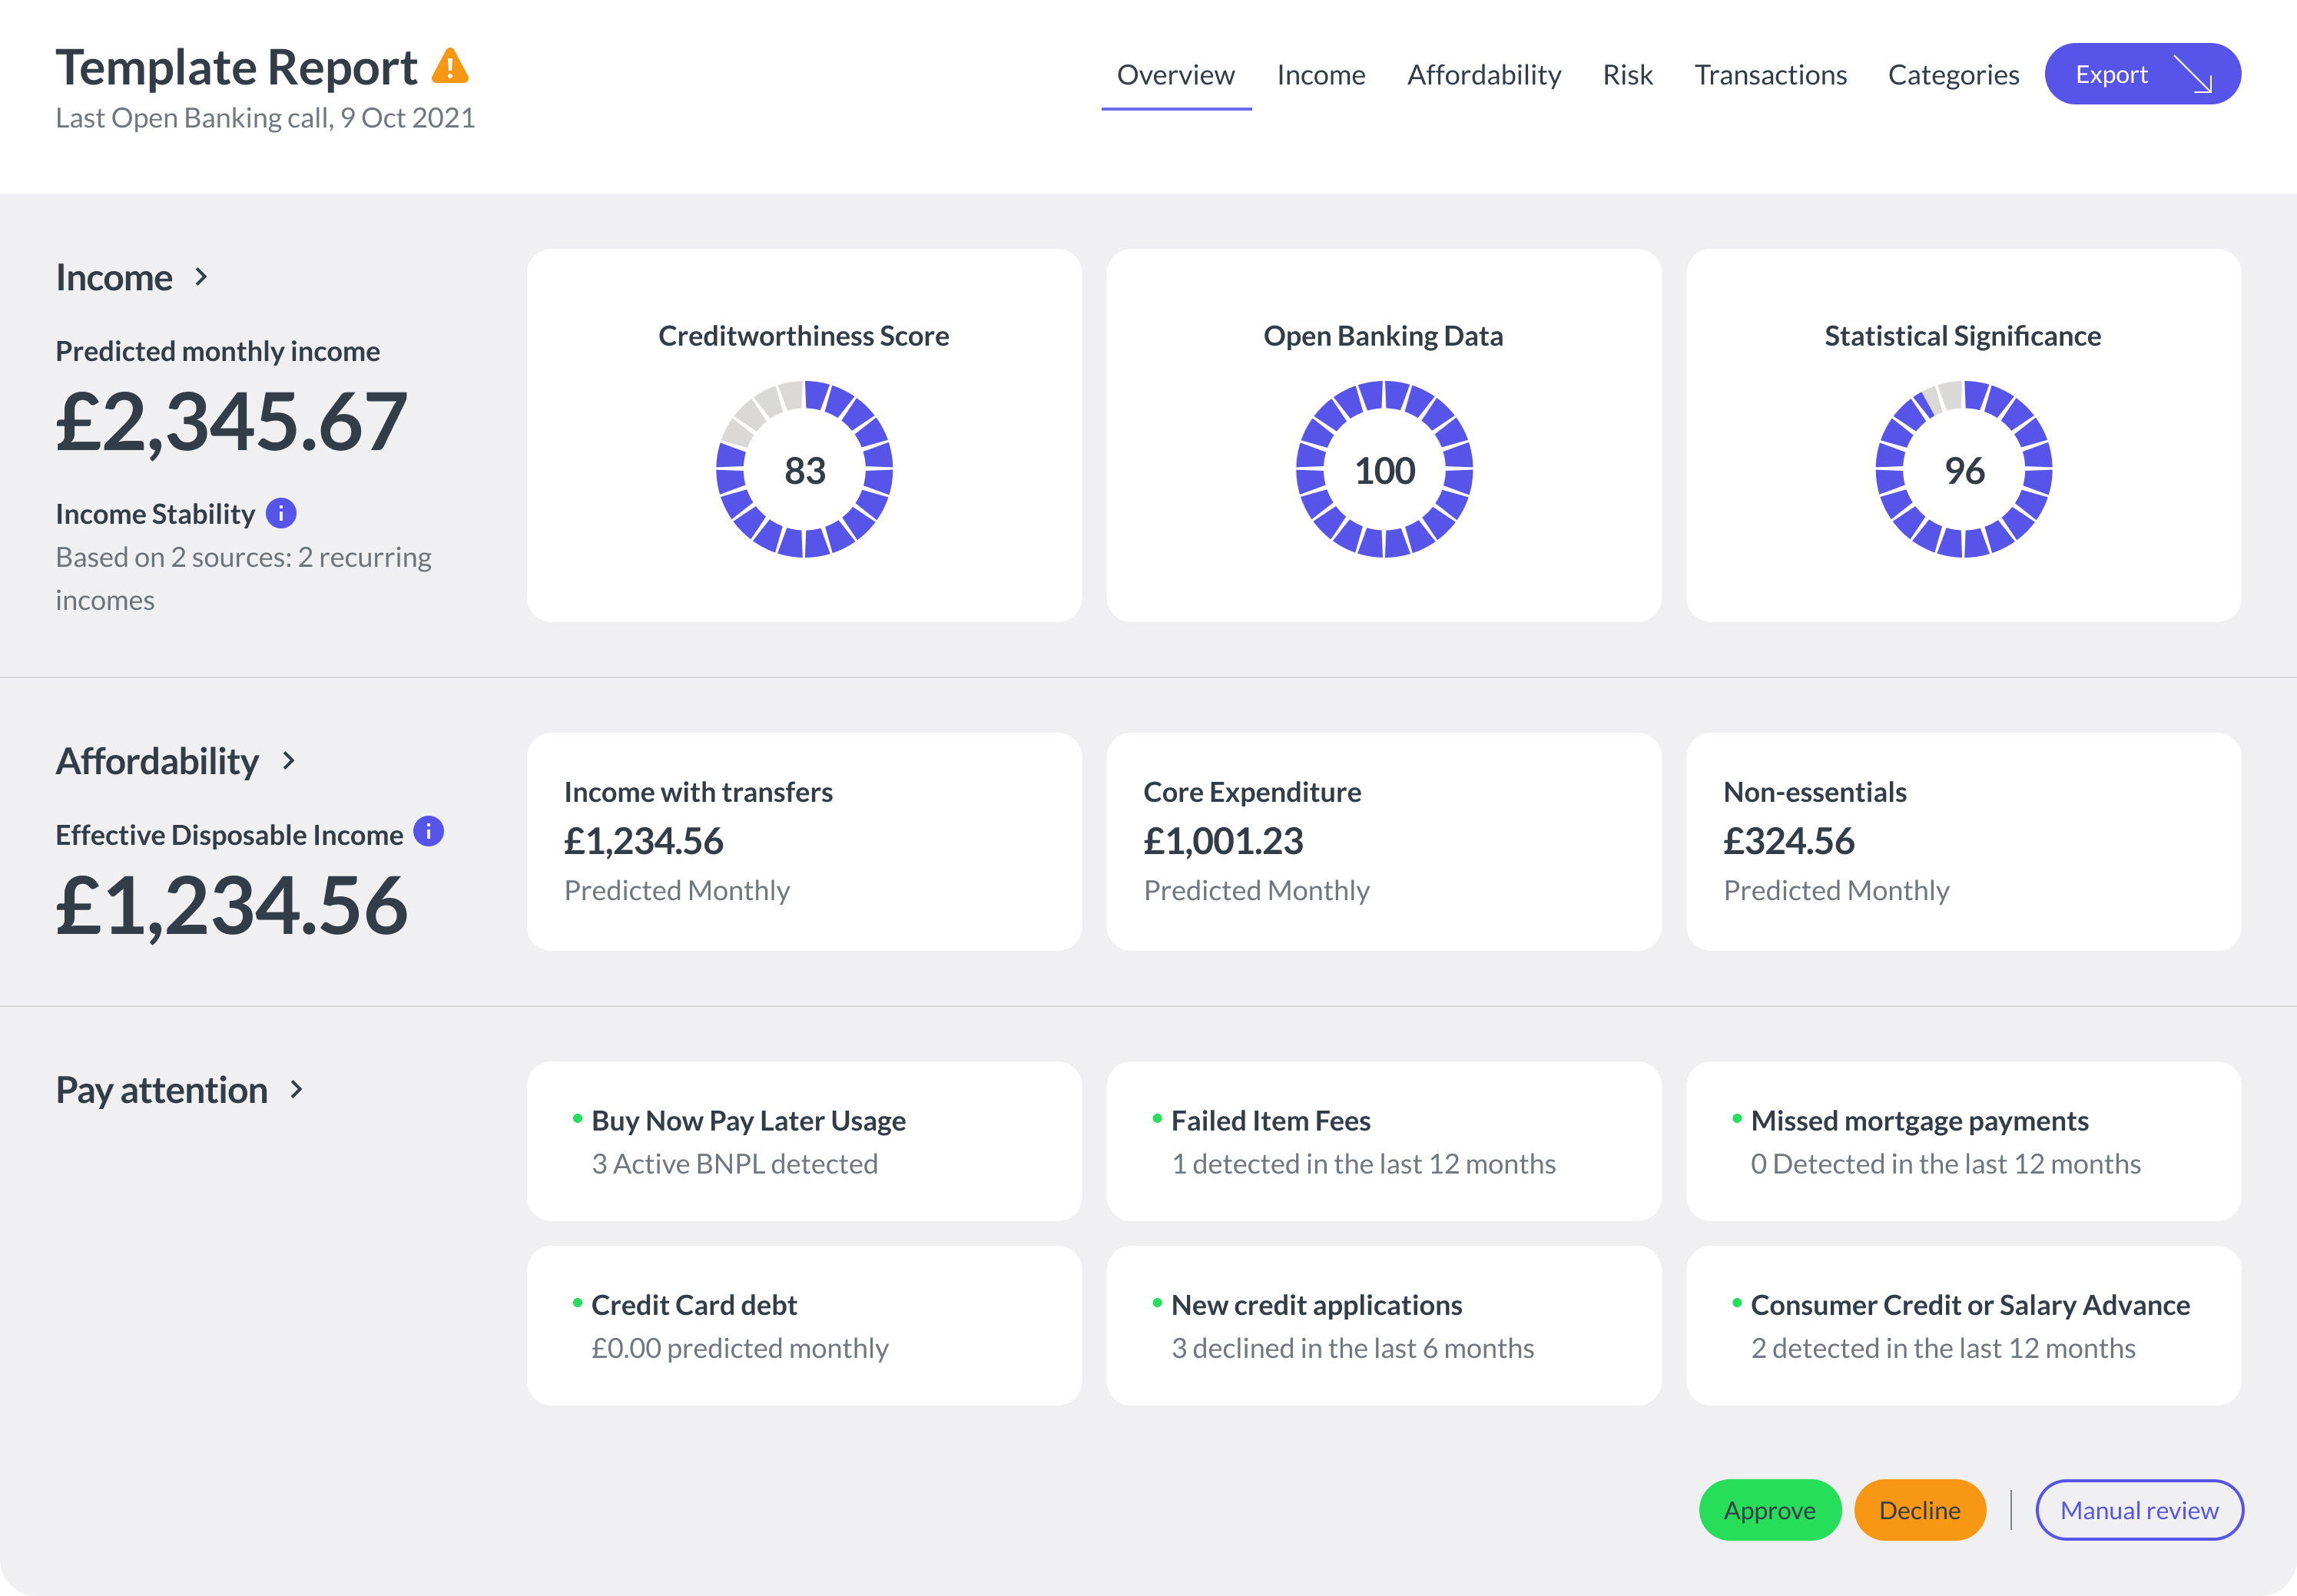 Template Report
Last Open Banking call, 9 Oct 2021
Overview
Income
Affordability
Risk
Transactions
Categories
Export
Income
Predicted monthly income
£2,345.67
Income Stability
Based on 2 sources: 2 recurring
incomes
Creditworthiness Score
83
Open Banking Data
100
Statistical Significance
96
Affordability
Effective Disposable Income
£1,234.56
Income with transfers
£1,234.56
Predicted Monthly
Core Expenditure
£1,001.23
Predicted Monthly
Non-essentials
£324.56
Predicted Monthly
Pay attention
Buy Now Pay Later Usage
3 Active BNPL detected
Failed Item Fees
1 detected in the last 12 months
Missed mortgage payments
0 Detected in the last 12 months
Credit Card debt
£0.00 predicted monthly
New credit applications
3 declined in the last 6 months
Consumer Credit or Salary Advance
2 detected in the last 12 months
Approve
Decline
Manual review